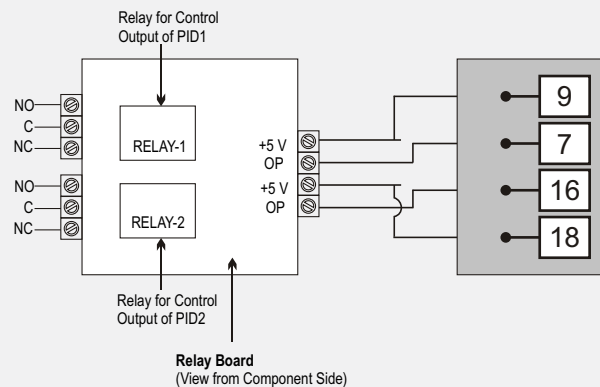 Relay for Control
Output of PID1
NO
C
NC
NO
C
NC
RELAY-1
RELAY-2
+5 V
OP
+5 V
OP
9
7
16
18
Relay for Control
Output of PID2
Relay Board
(View from Component Side)